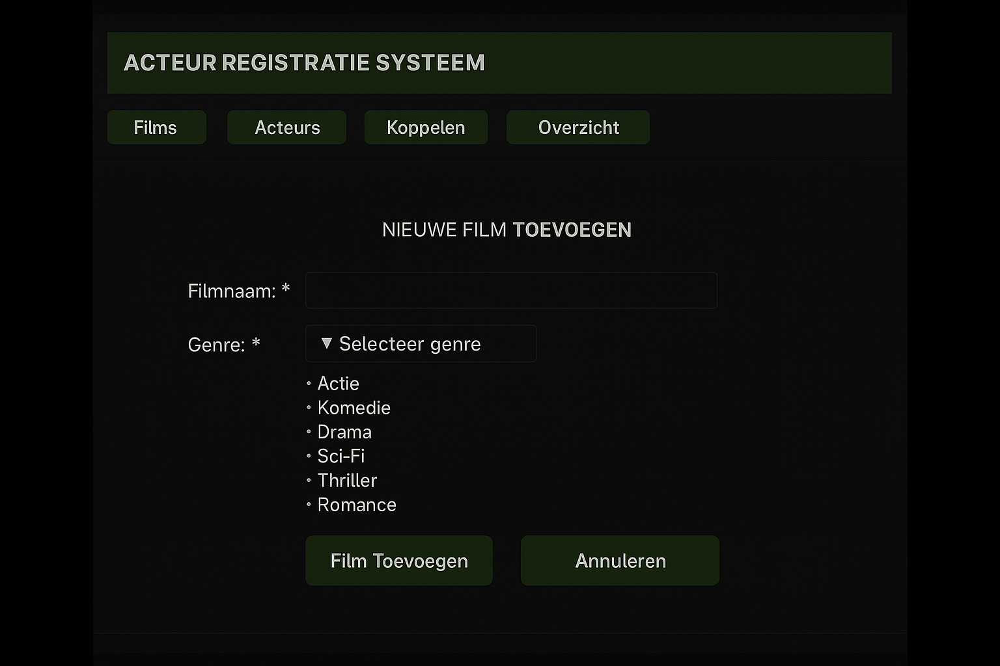 ACTEUR REGISTRATIE SYSTEEM
Films Acteurs Koppelen Overzicht
NIEUWE FILM TOEVOEGEN
Filmnaam: *
Genre: * ▼ Selecteer genre
• Actie
• Komedie
• Drama
• Sci-Fi
• Thriller
• Romance
Film Toevoegen Annuleren